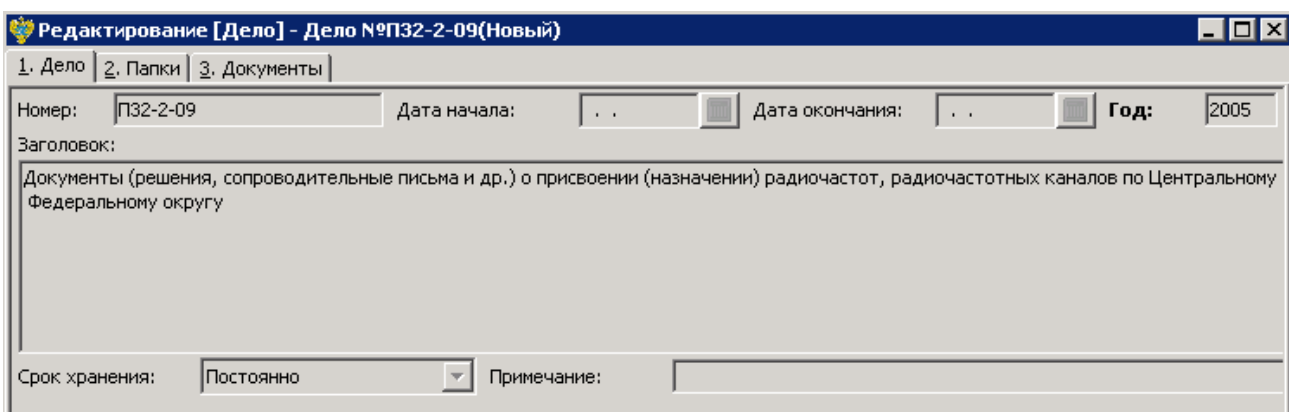 Редактирование [Дело] - Дело №П32-2-09(Новый)
1. Дело 2. Папки 3. Документы
Номер: П32-2-09 Дата начала: . . Дата окончания: . . Год: 2005
Заголовок:
Документы (решения, сопроводительные письма и др.) о присвоении (назначении) радиочастот, радиочастотных каналов по Центральному
Федеральному округу
Срок хранения: Постоянно Примечание: